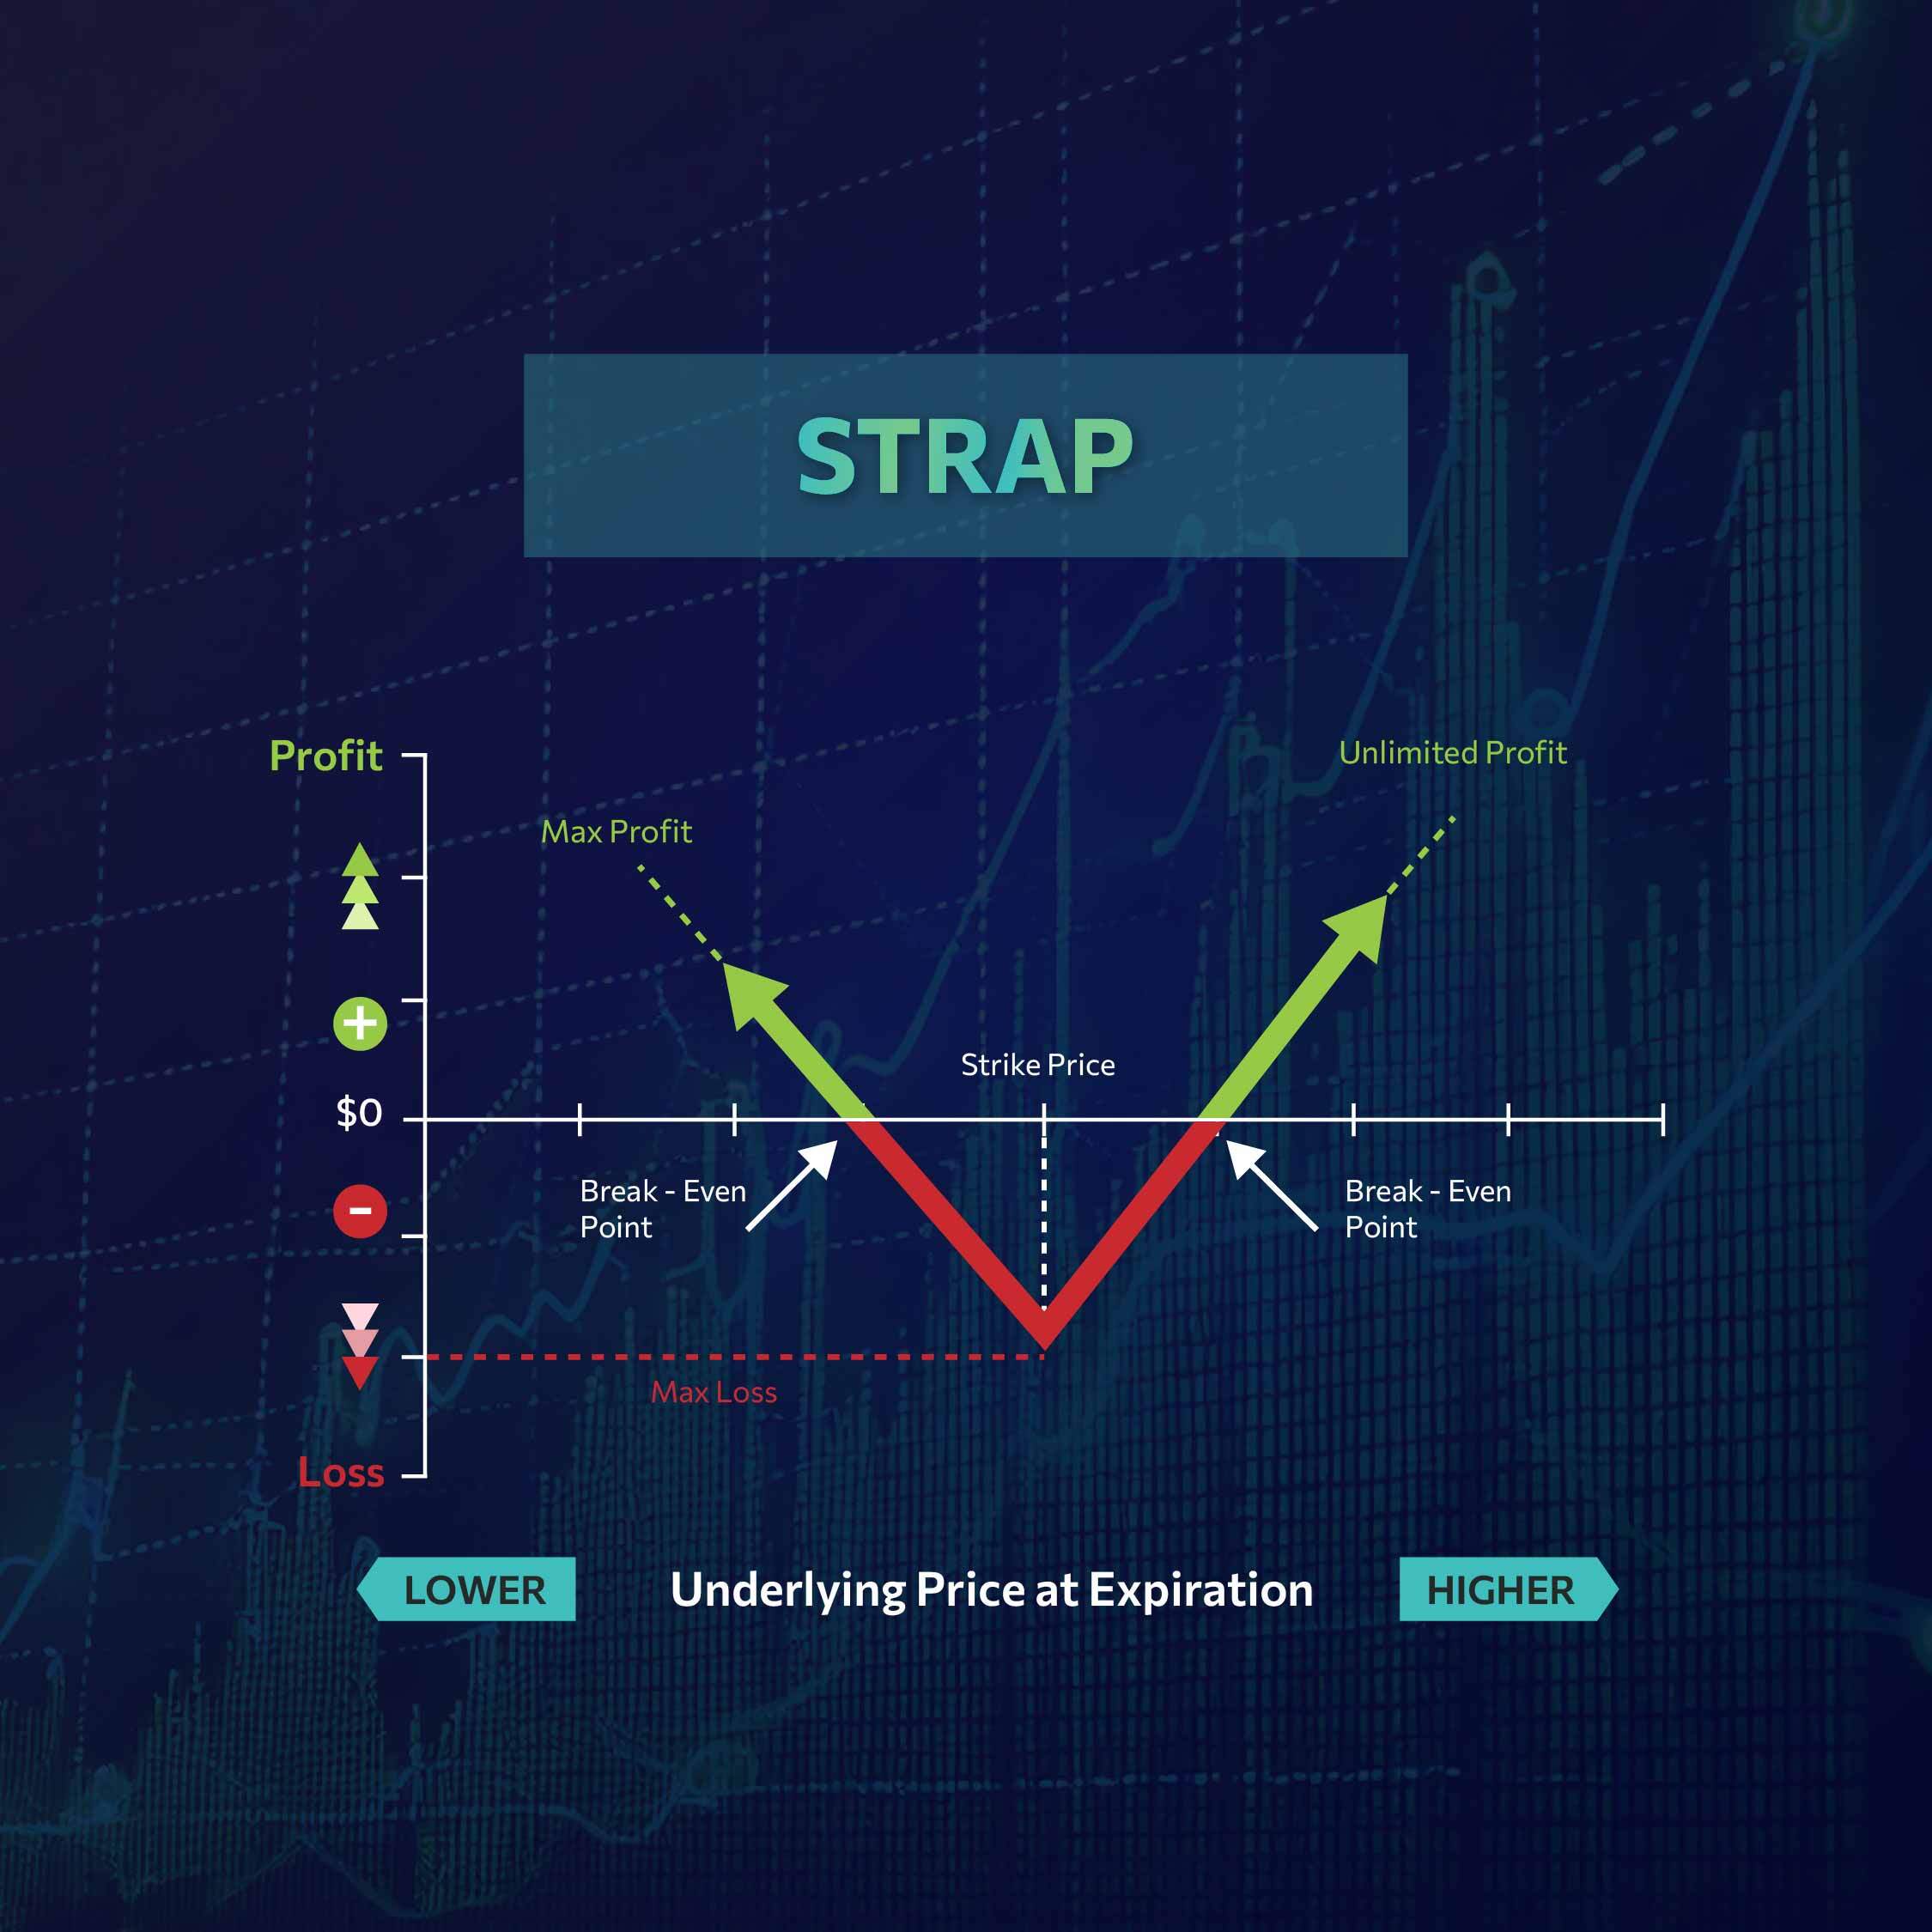 STRAP
Profit
Unlimited Profit
Max Profit
+
Strike Price
$0
Break - Even
Point
Break - Even
Point
-
Max Loss
Loss
LOWER
Underlying Price at Expiration
HIGHER